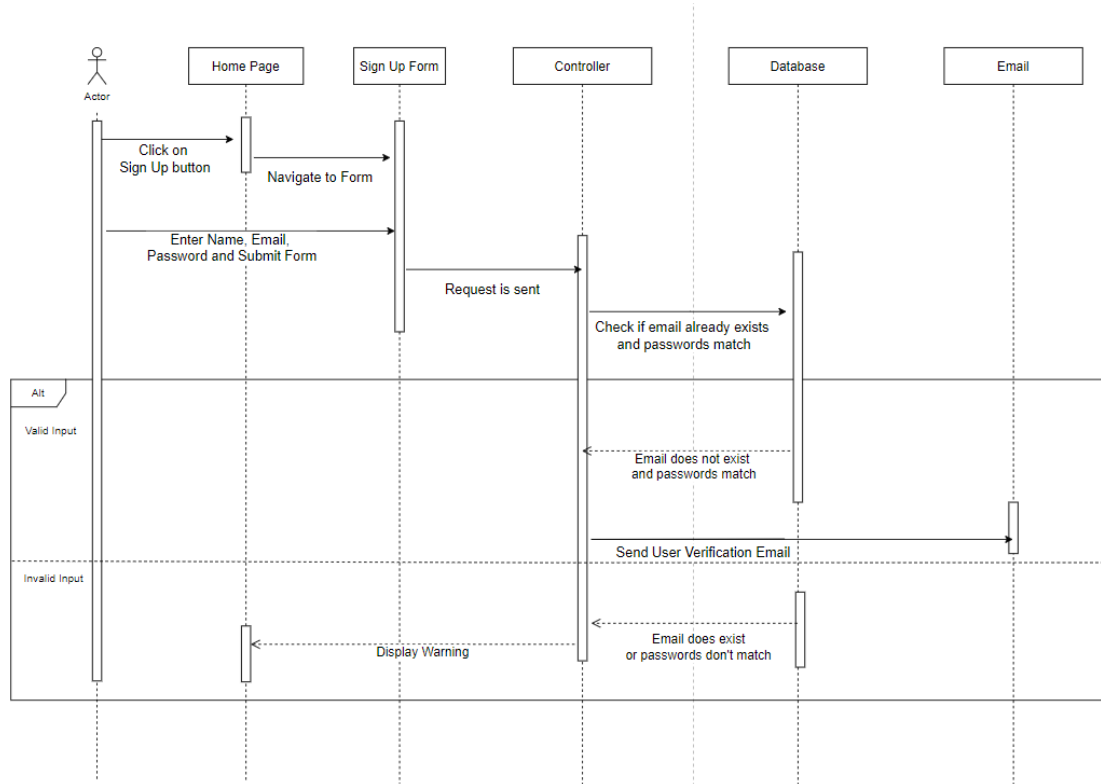 Home Page
Sign Up Form
Controller
Database
Email
Actor
Click on
Sign Up button
Navigate to Form
Enter Name, Email,
Password and Submit Form
Request is sent
Check if email already exists
and passwords match
Alt
Valid Input
Email does not exist
and passwords match
Send User Verification Email
Invalid Input
Email does exist
or passwords don't match
Display Warning